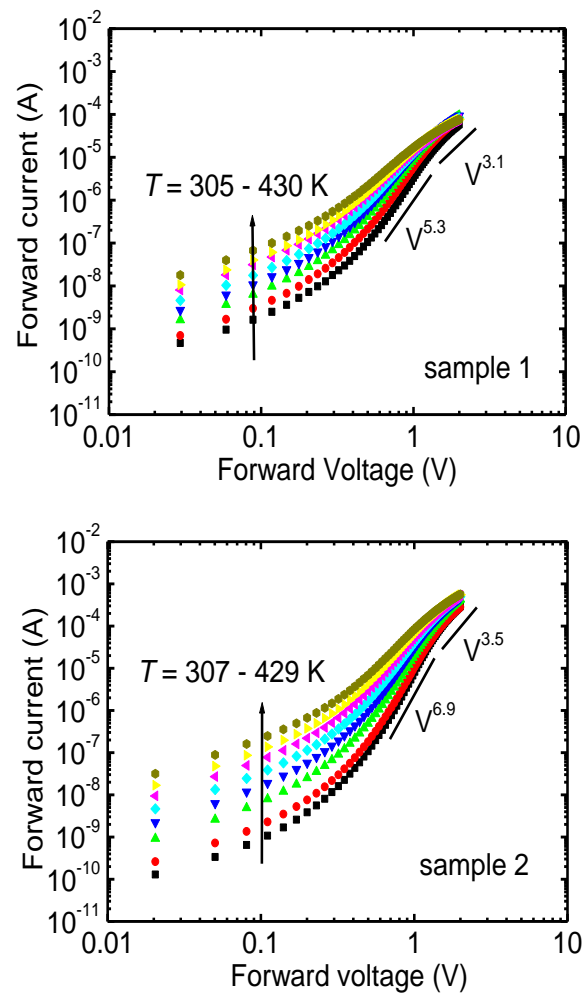 10^-2
10^-3
10^-4
10^-5
10^-6
10^-7
10^-8
10^-9
10^-10
10^-11
Forward current (A)
T = 305 - 430 K
V^3.1
V^5.3
sample 1
0.01
0.1
1
10
Forward Voltage (V)
10^-2
10^-3
10^-4
10^-5
10^-6
10^-7
10^-8
10^-9
10^-10
10^-11
Forward current (A)
T = 307 - 429 K
V^3.5
V^6.9
sample 2
0.01
0.1
1
10
Forward voltage (V)